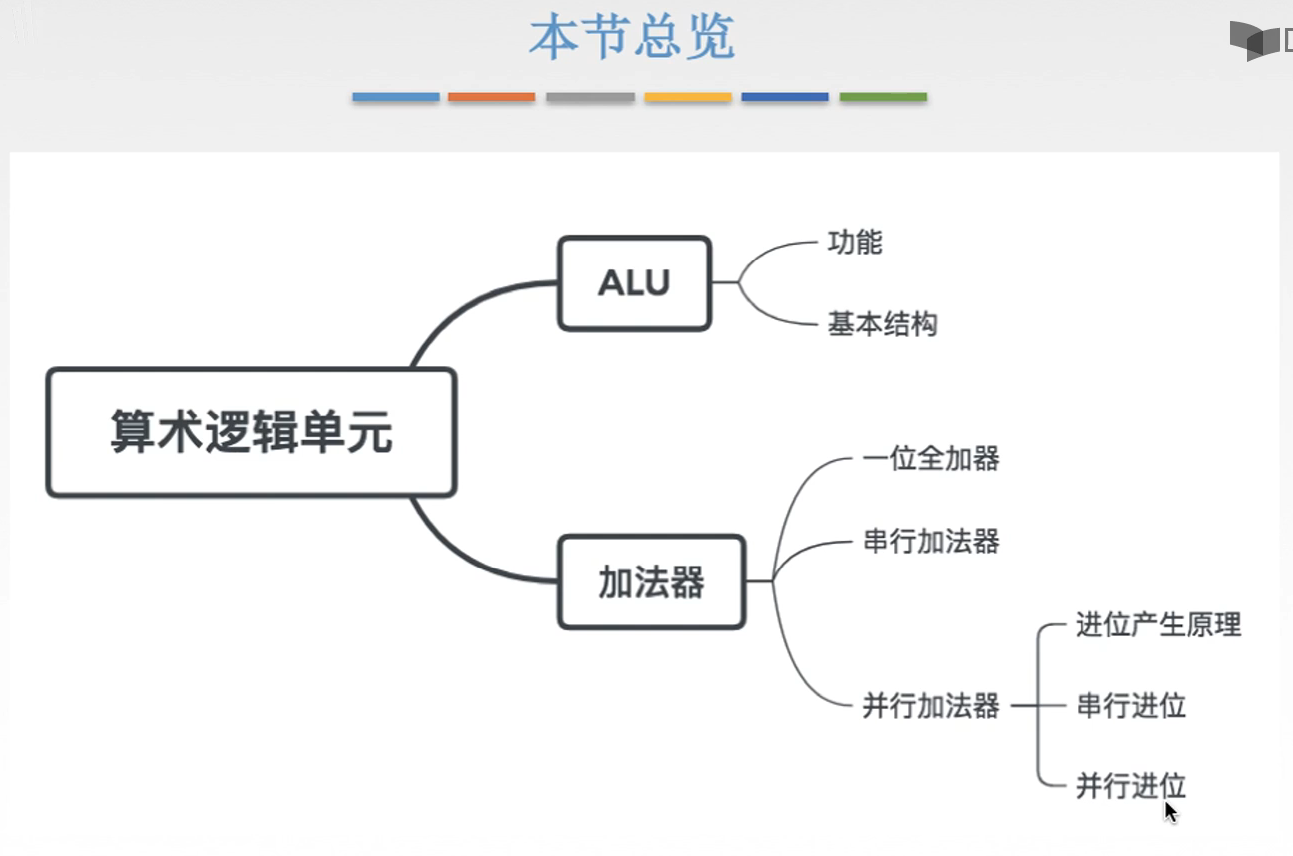 本节总览
ALU
功能
基本结构
算术逻辑单元
加法器
一位全加器
串行加法器
并行加法器
进位产生原理
串行进位
并行进位